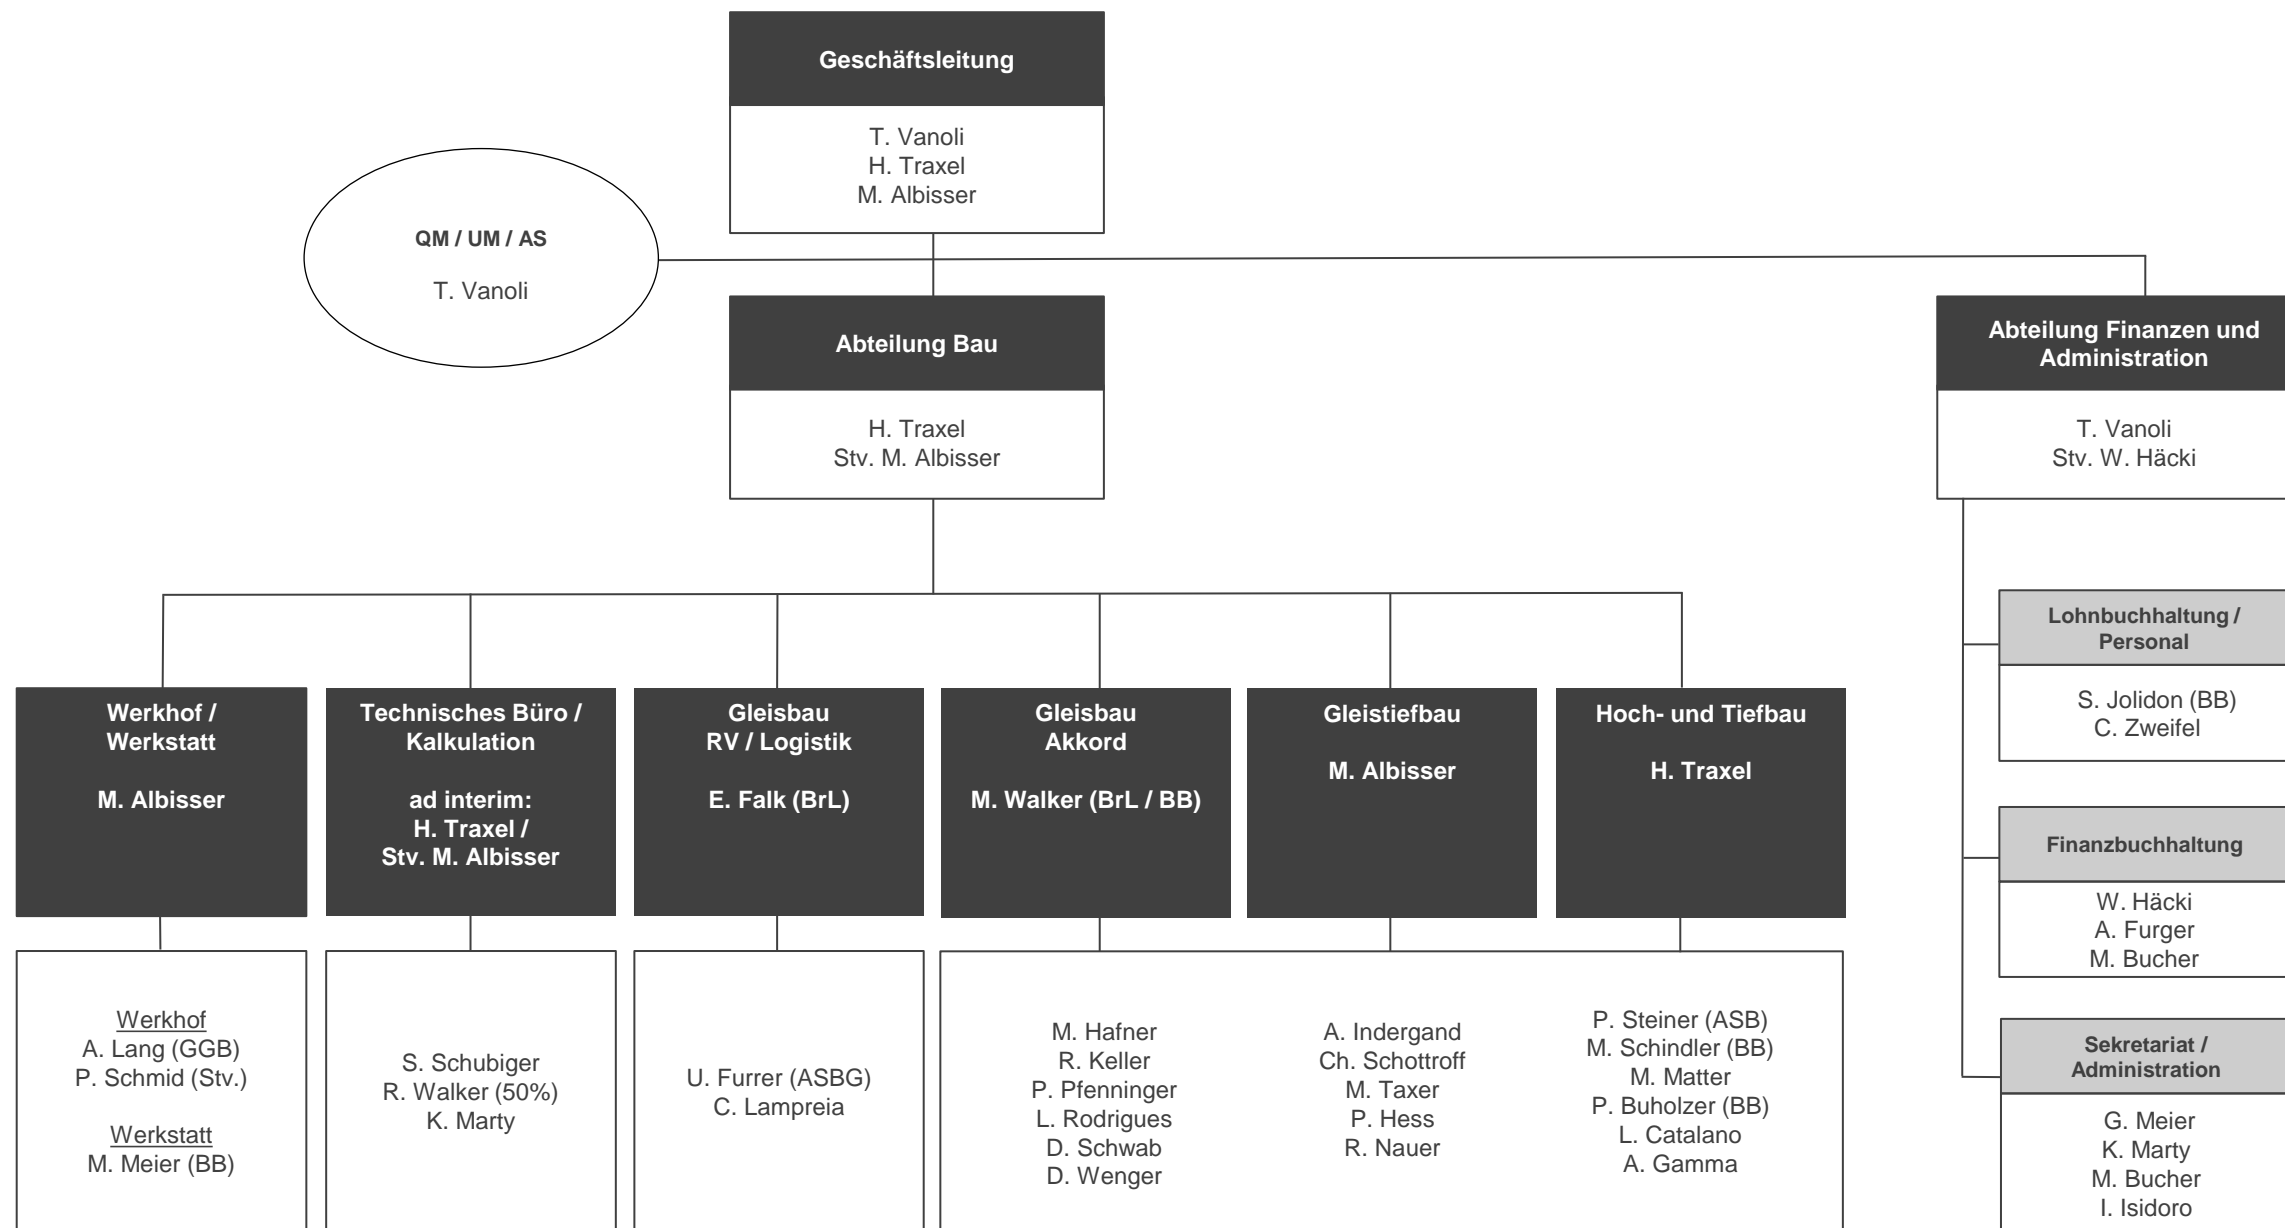 Geschäftsleitung
T. Vanoli
H. Traxel
M. Albisser
QM / UM / AS
T. Vanoli
Abteilung Bau
H. Traxel
Stv. M. Albisser
Abteilung Finanzen und
Administration
T. Vanoli
Stv. W. Häcki
Werkhof /
Werkstatt
M. Albisser
Technisches Büro /
Kalkulation
ad interim:
H. Traxel /
Stv. M. Albisser
Gleisbau
RV / Logistik
E. Falk (BrL)
Gleisbau
Akkord
M. Walker (BrL / BB)
Gleistiefbau
M. Albisser
Hoch- und Tiefbau
H. Traxel
Werkhof
A. Lang (GGB)
P. Schmid (Stv.)
Werkstatt
M. Meier (BB)
S. Schubiger
R. Walker (50%)
K. Marty
U. Furrer (ASBG)
C. Lampreia
M. Hafner
R. Keller
P. Pfenninger
L. Rodrigues
D. Schwab
D. Wenger
A. Indergand
Ch. Schottroff
M. Taxer
P. Hess
R. Nauer
P. Steiner (ASB)
M. Schindler (BB)
M. Matter
P. Buholzer (BB)
L. Catalano
A. Gamma
Lohnbuchhaltung /
Personal
S. Jolidon (BB)
C. Zweifel
Finanzbuchhaltung
W. Häcki
A. Furger
M. Bucher
Sekretariat /
Administration
G. Meier
K. Marty
M. Bucher
I. Isidoro